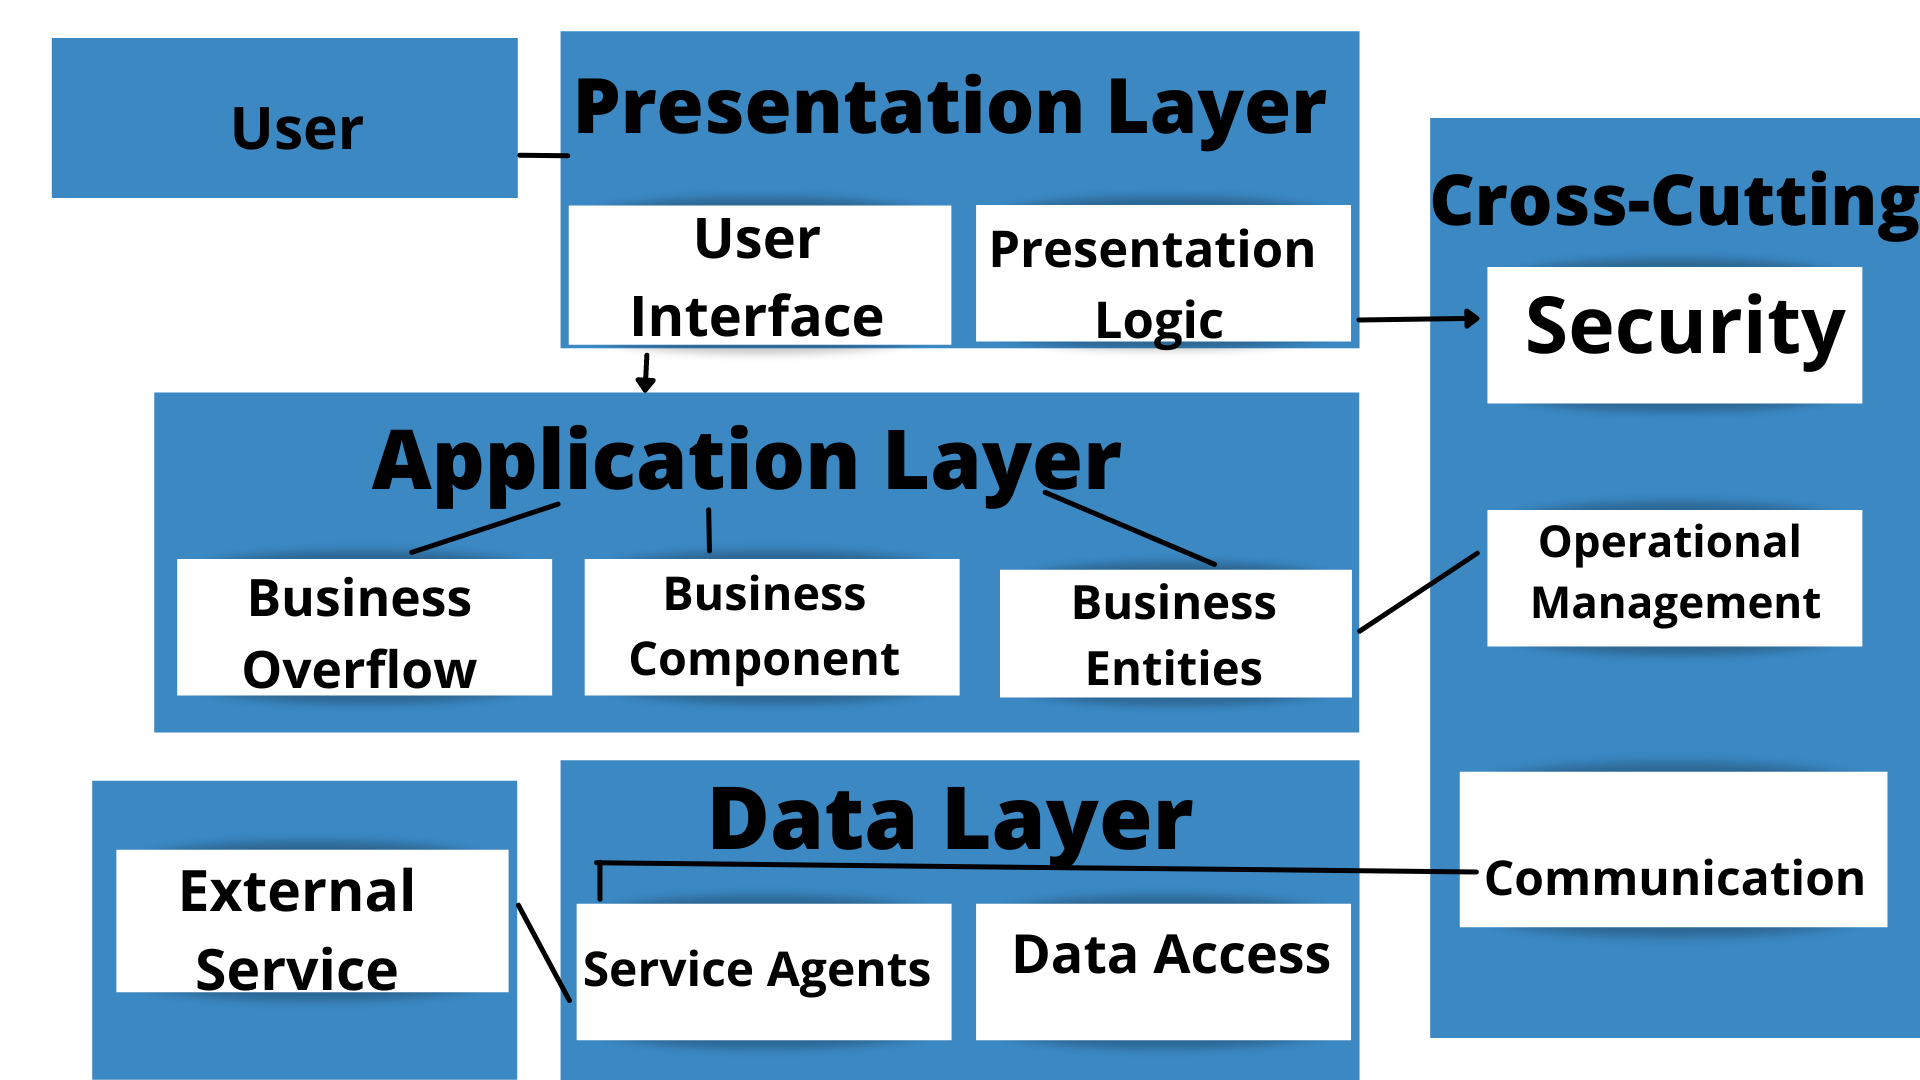 User
Presentation Layer
User
Interface
Presentation
Logic
Cross-Cutting
Security
Application Layer
Business
Overflow
Business
Component
Business
Entities
Operational
Management
Data Layer
External
Service
Service Agents
Data Access
Communication